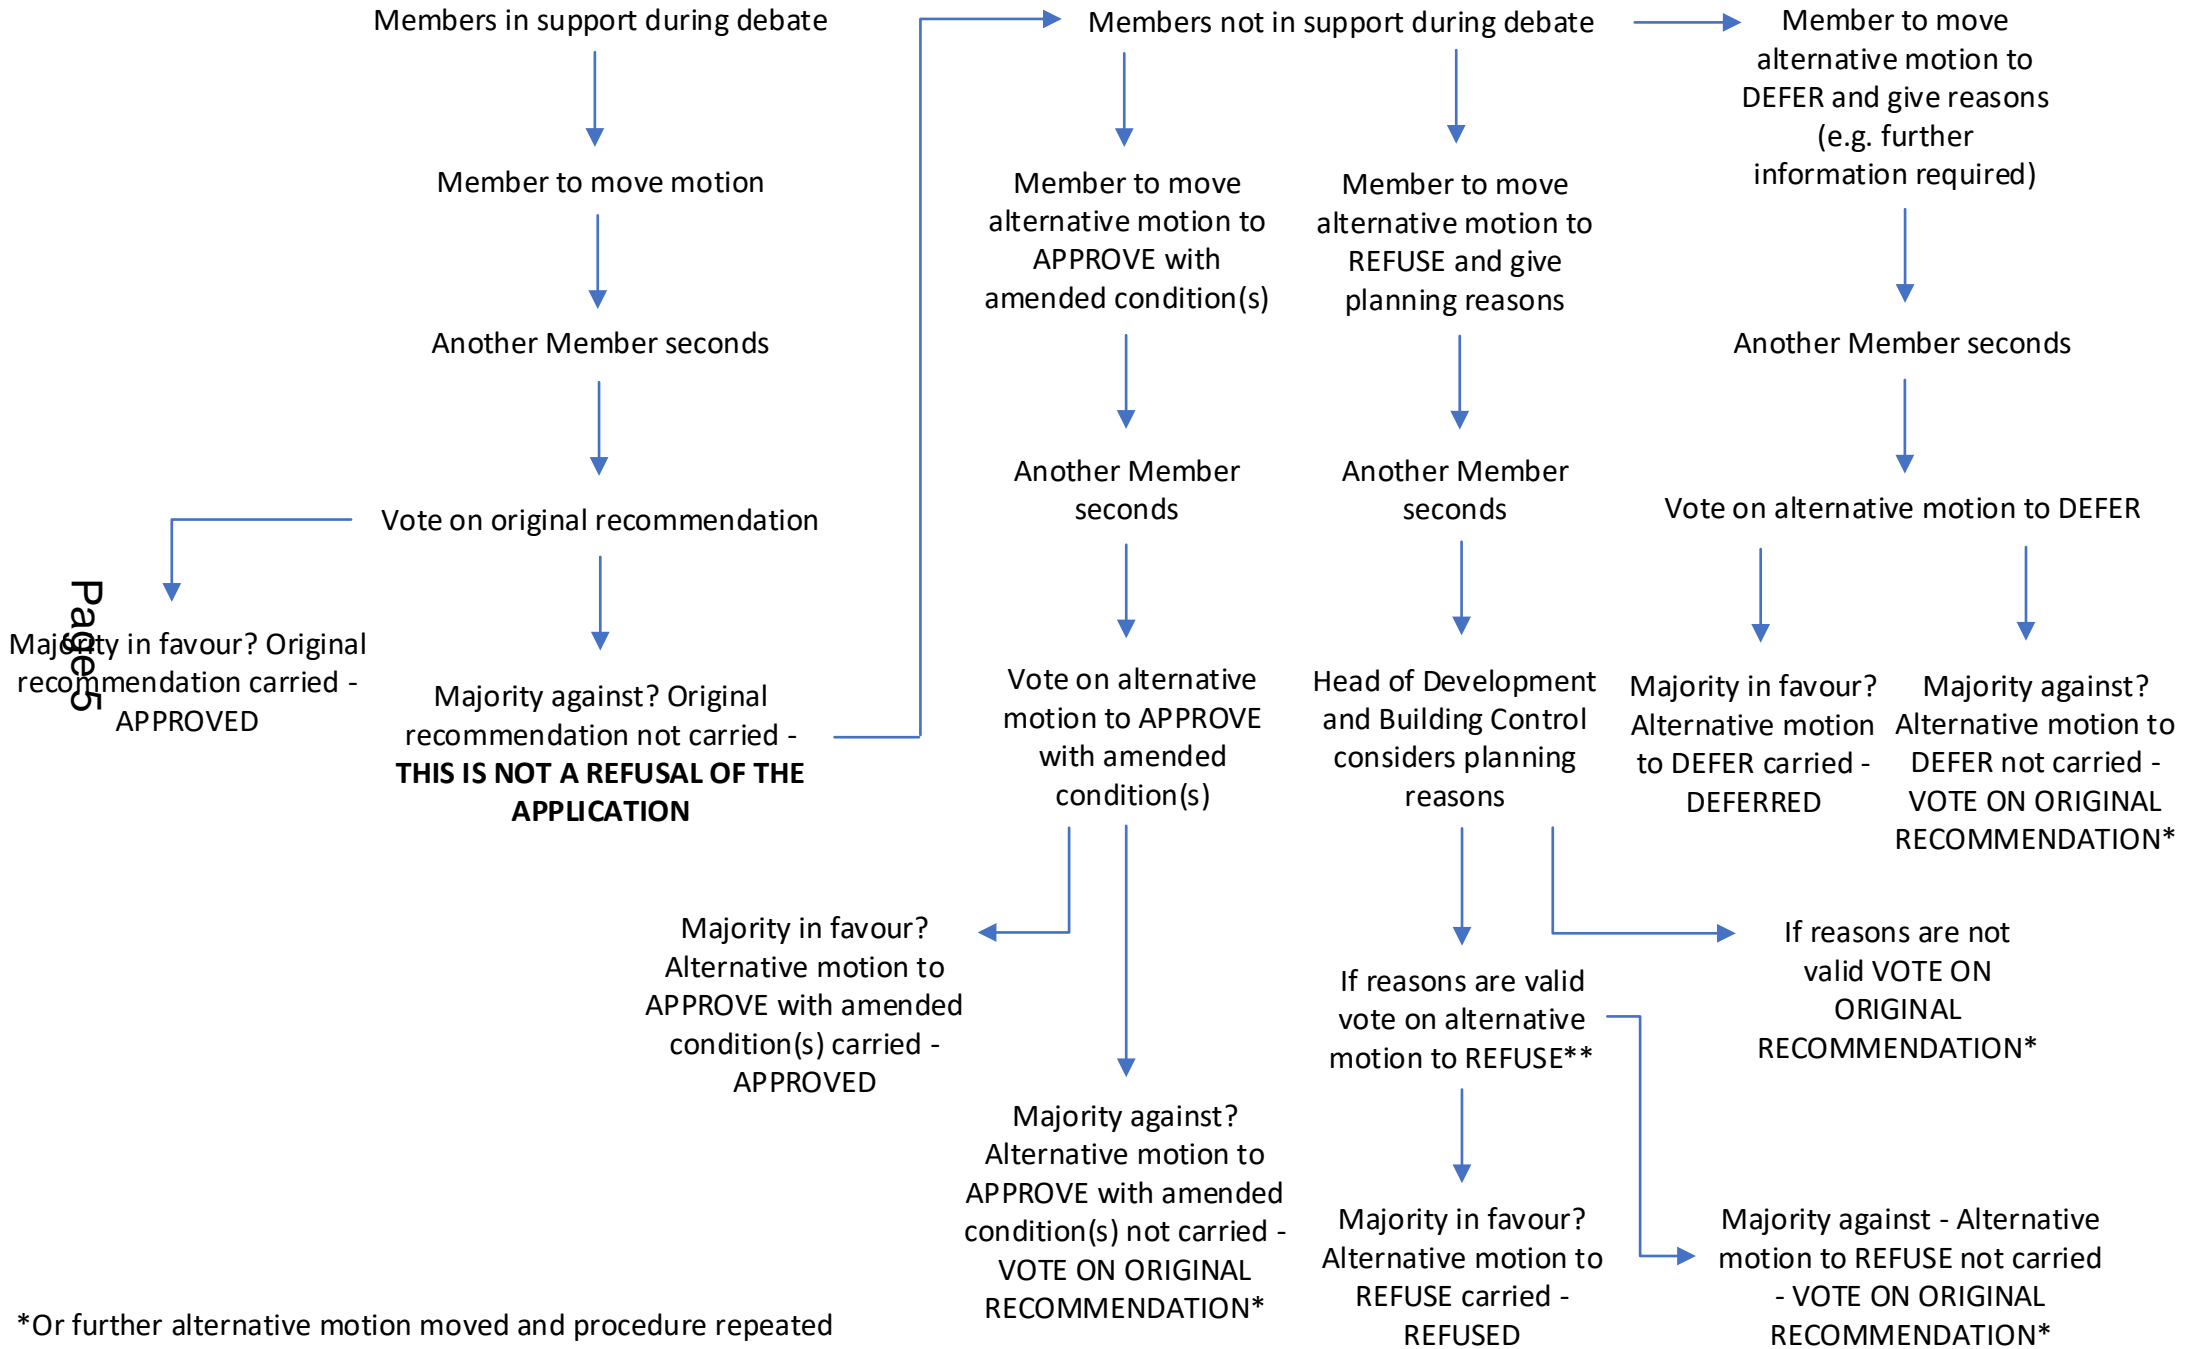 Members in support during debate
Member to move motion
Another Member seconds
Vote on original recommendation
Majority in favour? Original
recommendation carried -
APPROVED
Page 5
Majority against? Original
recommendation not carried -
THIS IS NOT A REFUSAL OF THE
APPLICATION
Members not in support during debate
Member to move
alternative motion to
APPROVE with
amended condition(s)
Another Member
seconds
Vote on alternative
motion to APPROVE
with amended
condition(s)
Majority in favour?
Alternative motion to
APPROVE with amended
condition(s) carried -
APPROVED
Majority against?
Alternative motion to
APPROVE with amended
condition(s) not carried -
VOTE ON ORIGINAL
RECOMMENDATION*
Member to move
alternative motion to
REFUSE and give
planning reasons
Another Member
seconds
Head of Development
and Building Control
considers planning
reasons
If reasons are valid
vote on alternative
motion to REFUSE**
Majority in favour?
Alternative motion to
REFUSE carried -
REFUSED
If reasons are not
valid VOTE ON
ORIGINAL
RECOMMENDATION*
Majority against - Alternative
motion to REFUSE not carried
- VOTE ON ORIGINAL
RECOMMENDATION*
Member to move
alternative motion to
DEFER and give reasons
(e.g. further
information required)
Another Member seconds
Vote on alternative motion to DEFER
Majority in favour?
Alternative motion
to DEFER carried -
DEFERRED
Majority against?
Alternative motion to
DEFER not carried -
VOTE ON ORIGINAL
RECOMMENDATION*
*Or further alternative motion moved and procedure repeated